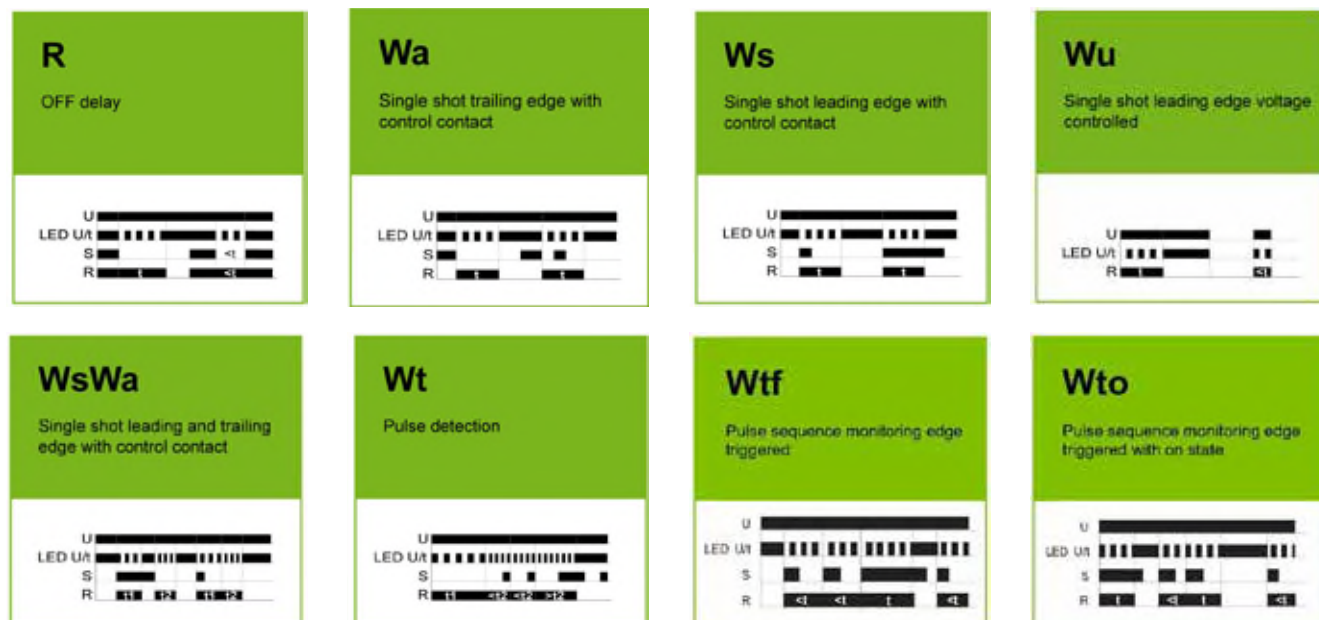 R
OFF delay
U
LED U/t
S
<t
R
t
<t
Wa
Single shot trailing edge with
control contact
U
LED U/t
S
R
t
t
Ws
Single shot leading edge with
control contact
U
LED U/t
S
R
t
t
Wu
Single shot leading edge voltage
controlled
U
LED U/t
R
t
<t
WsWa
Single shot leading and trailing
edge with control contact
U
LED U/t
S
R
t1
t2
t1
t2
Wt
Pulse detection
U
LED U/t
S
R
t1
<t2
<t2
>t2
Wtf
Pulse sequence monitoring edge
triggered
U
LED U/t
S
R
<t
<t
t
<t
Wto
Pulse sequence monitoring edge
triggered with on state
U
LED U/t
S
R
t
<t
t
<t